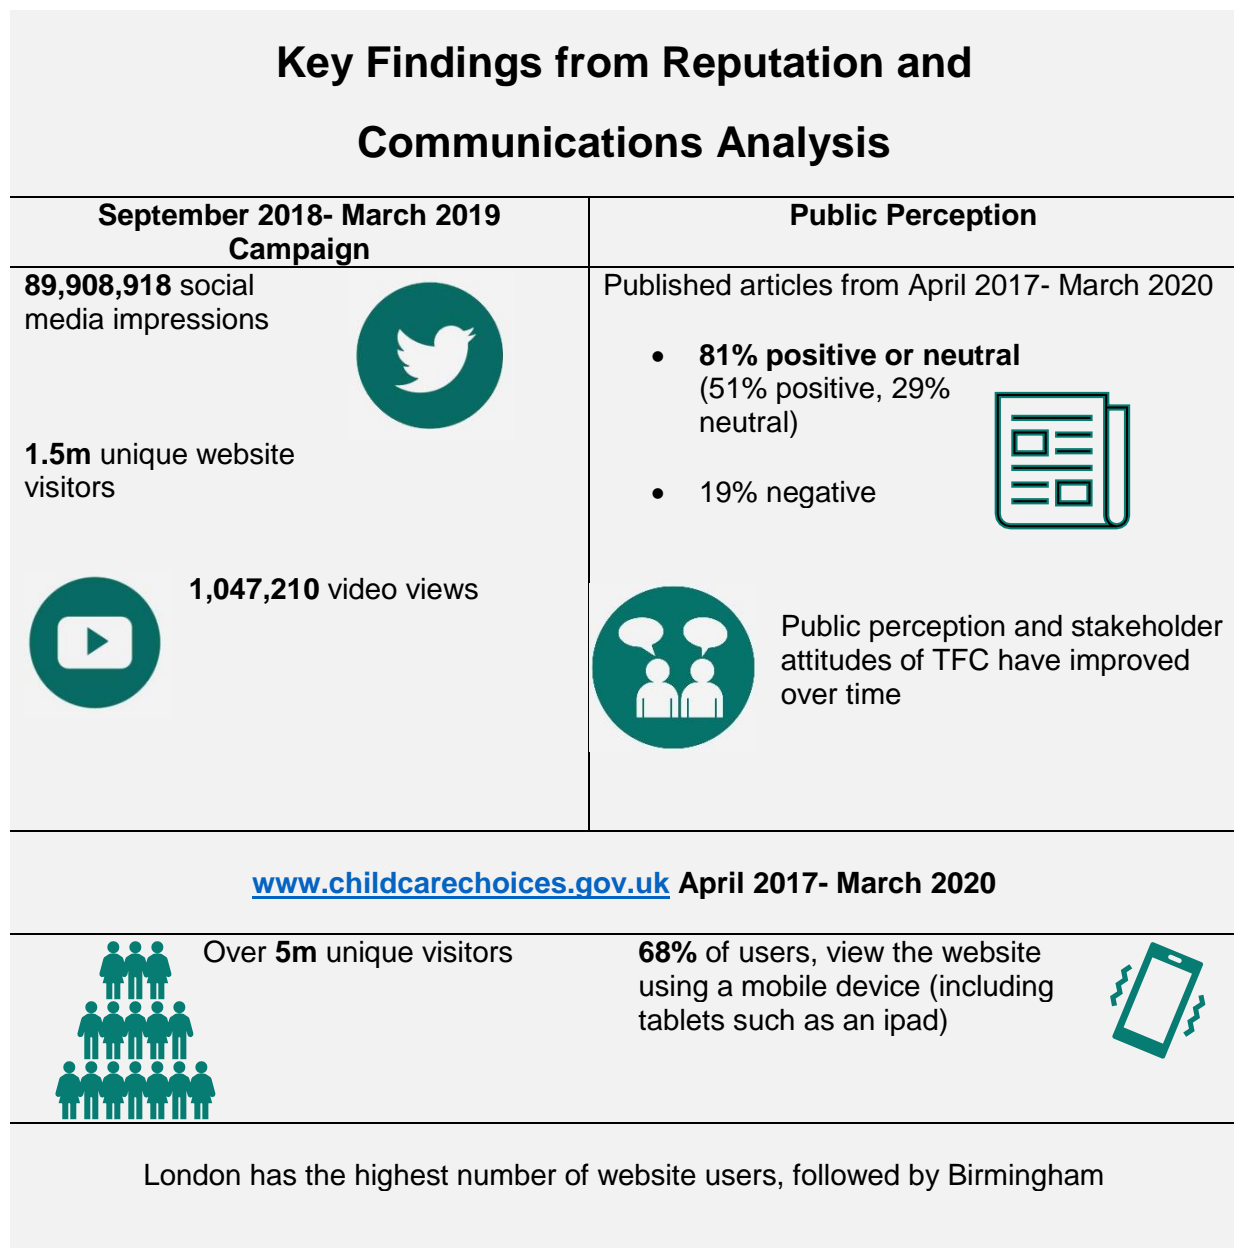 Key Findings from Reputation and
Communications Analysis
September 2018- March 2019
Campaign
Public Perception
89,908,918 social
media impressions
1.5m unique website
visitors
1,047,210 video views
Published articles from April 2017- March 2020
• 81% positive or neutral
(51% positive, 29%
neutral)
• 19% negative
Public perception and stakeholder
attitudes of TFC have improved
over time
www.childcarechoices.gov.uk April 2017- March 2020
Over 5m unique visitors
68% of users, view the website
using a mobile device (including
tablets such as an ipad)
London has the highest number of website users, followed by Birmingham